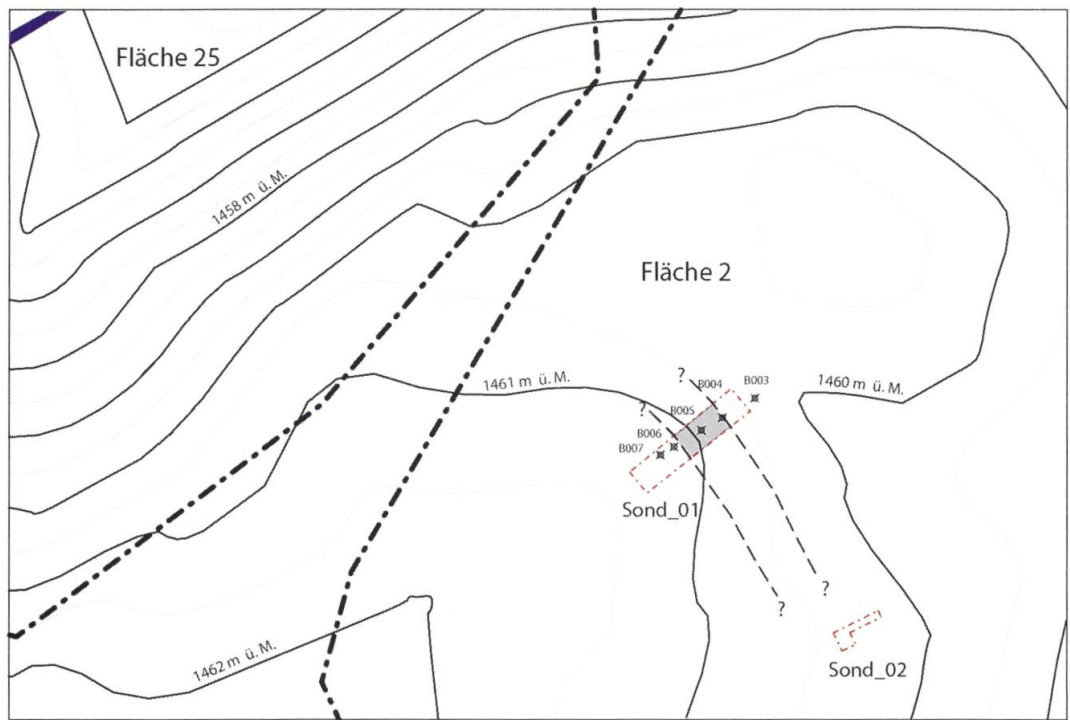 Fläche 25
1458 m ü. M.
Fläche 2
1461 m ü. M.
?
B004
B003
1460 m ü. M.
?
B005
B006
B007
Sond_01
?
?
Sond_02
1462 m ü. M.